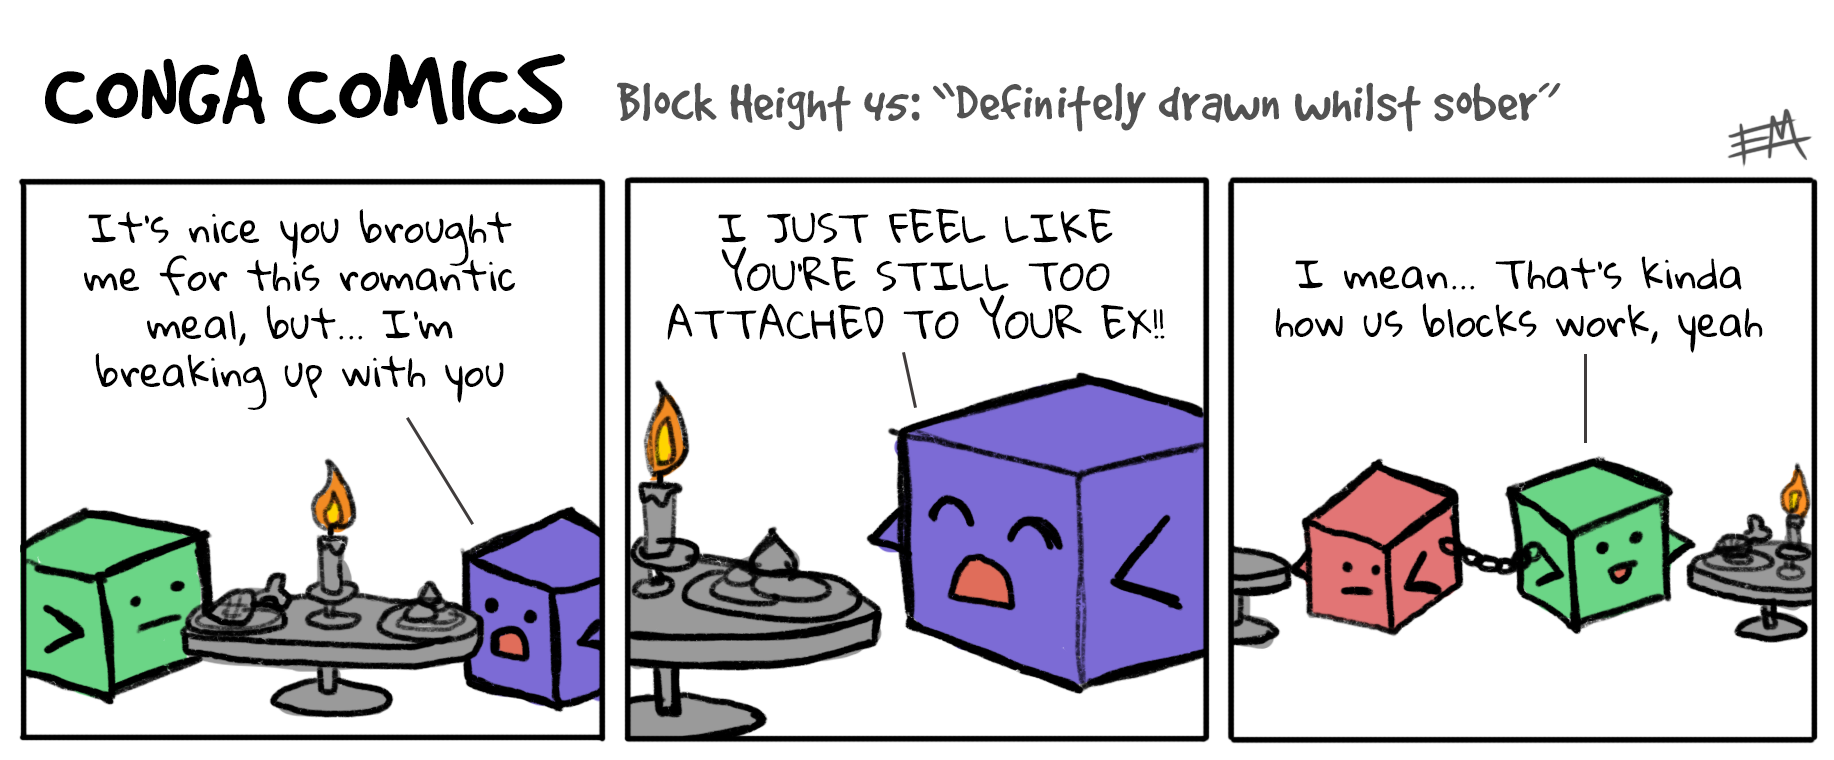 CONGA COMICS
Block Height 45: "Definitely drawn whilst sober"
EM
It's nice you brought
me for this romantic
meal, but... I'm
breaking up with you
I JUST FEEL LIKE
YOU'RE STILL TOO
ATTACHED TO YOUR EX!!
I mean... That's kinda
how us blocks work, yeah